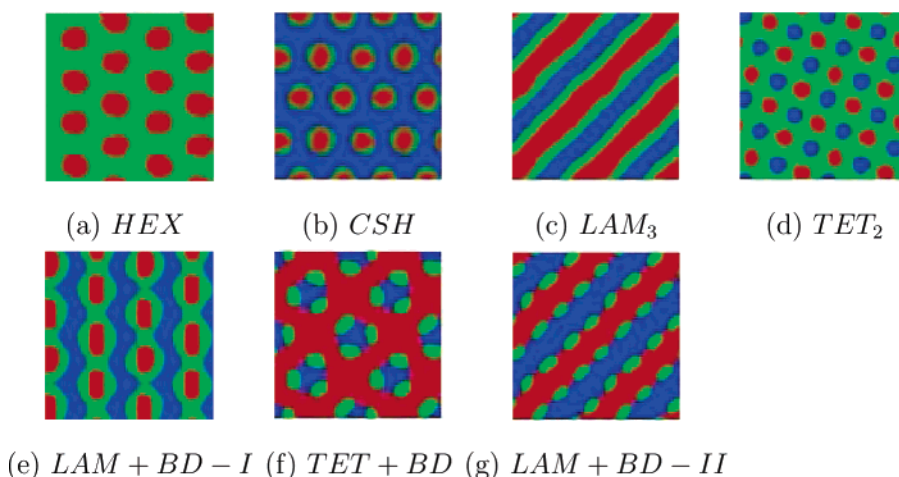 (a) HEX (b) CSH (c) LAM₃ (d) TET₂
(e) LAM + BD − I (f) TET + BD (g) LAM + BD − II